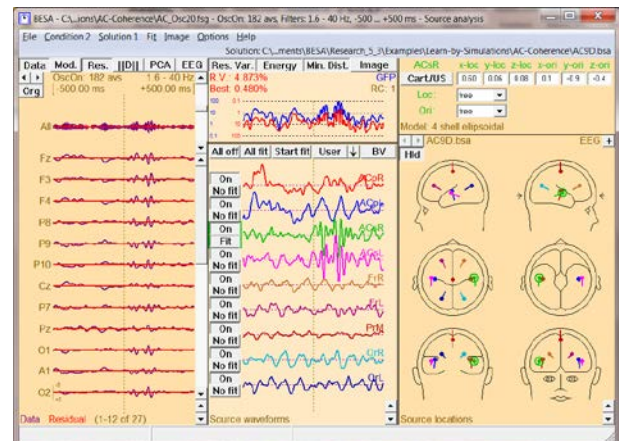 BESA - C:\...ions\AC-Coherence\AC_Osc20.fsg - OscOn: 182 avs, Filters: 1.6 - 40 Hz, -500 ... +500 ms - Source analysis
File Condition 2 Solution 1 Fit Image Options Help
Solution: C:\...ments\BESA\Research_5_3\Examples\Learn-by-Simulations\AC-Coherence\AC9D.bsa
Data Mod. Res. ||D|| PCA EEG
OscOn: 182 avs 1.6 - 40 Hz
Org -500.00 ms +500.00 ms
All
Fz
F3
F4
P8
P9
P10
Cz
P7
Pz
O1
A1
O2
Data Residual (1-12 of 27)
Res. Var. Energy Min. Dist. Image
R.V.: 4.873% GFP
Best: 0.480% RC: 1
All off All fit Start fit User ↓ BV
On
No fit
ACoR
On
No fit
On
Fit
ACsR
On
No fit
On
No fit
FrR
On
No fit
FrL
On
No fit
PrM
On
No fit
On
No fit
Source waveforms
ACsR x-loc y-loc z-loc x-ori y-ori z-ori
Cart/US 0.60 0.06 0.08 0.1 -0.9 -0.4
Loc: free
Ori: free
Model: 4 shell ellipsoidal
AC9D.bsa EEG +
Hld
Source locations